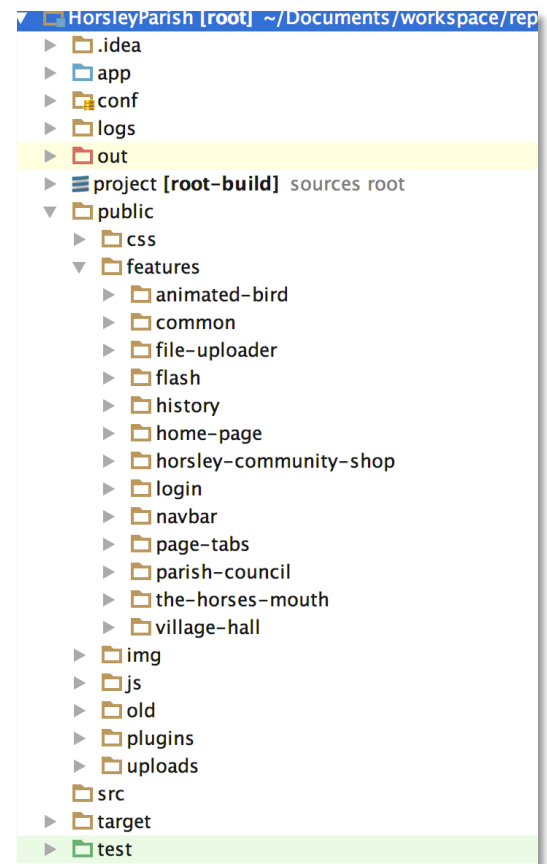 HorsleyParish [root] ~/Documents/workspace/rep
.idea
app
conf
logs
out
project [root-build] sources root
public
css
features
animated-bird
common
file-uploader
flash
history
home-page
horsley-community-shop
login
navbar
page-tabs
parish-council
the-horses-mouth
village-hall
img
js
old
plugins
uploads
src
target
test